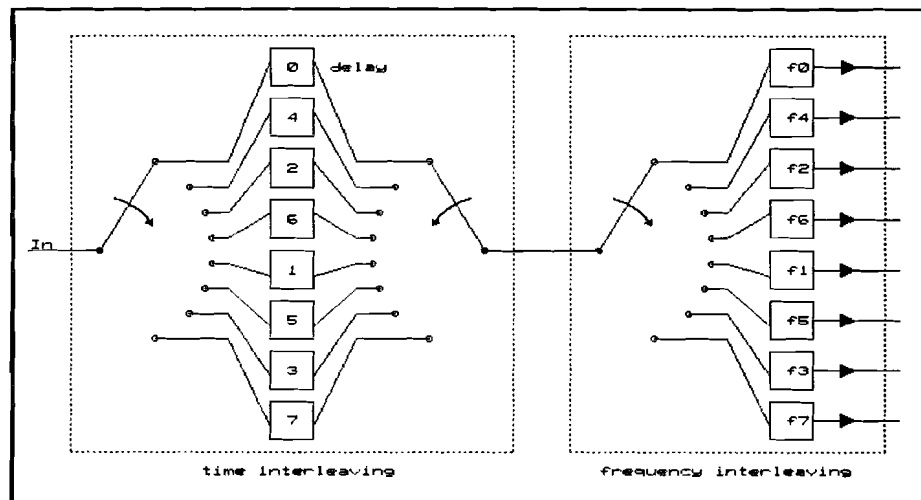 0 delay f0
4 f4
2 f2
6 f6
In
1 f1
5 f5
3 f3
7 f7
time interleaving frequency interleaving